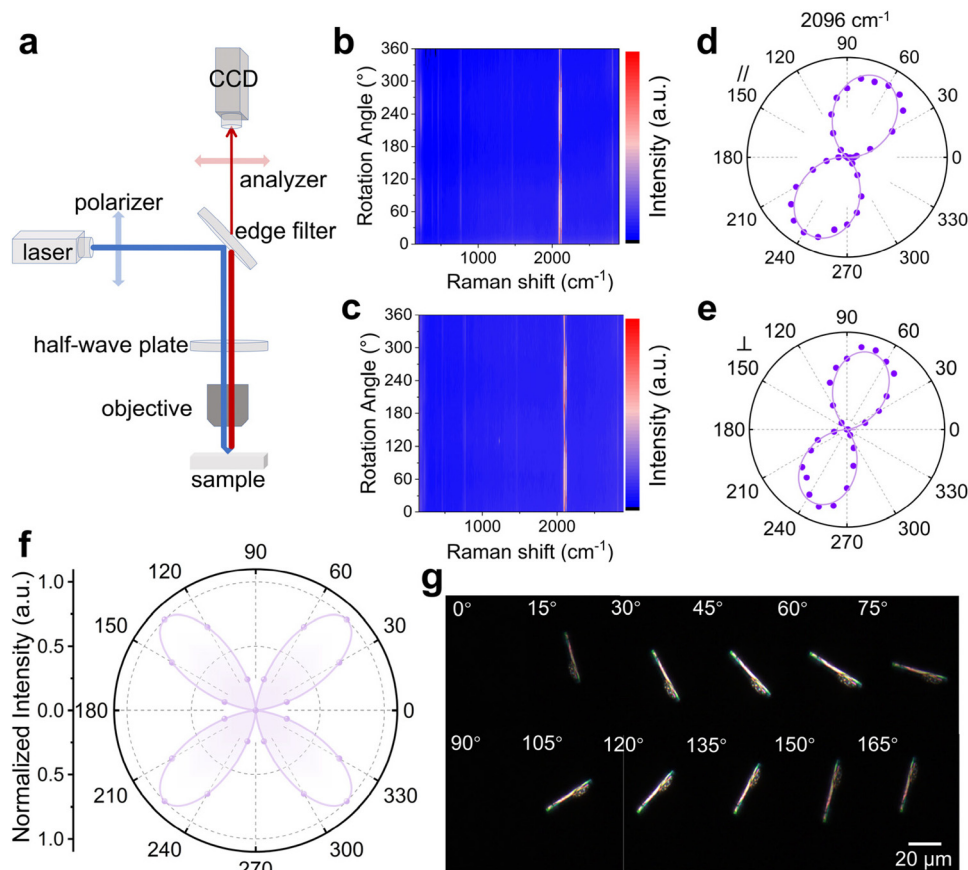 a
CCD
analyzer
polarizer
edge filter
laser
half-wave plate
objective
sample
b
Rotation Angle (°)
360
300
240
180
120
60
0
1000
2000
Raman shift (cm⁻¹)
Intensity (a.u.)
c
Rotation Angle (°)
360
300
240
180
120
60
0
1000
2000
Raman shift (cm⁻¹)
Intensity (a.u.)
d
2096 cm⁻¹
//
90
60
30
0
330
300
270
240
210
180
150
120
e
⊥
90
60
30
0
330
300
270
240
210
180
150
120
f
Normalized Intensity (a.u.)
1.0
0.5
0.0
0.5
1.0
90
60
30
0
330
300
270
240
210
180
150
120
g
0° 15° 30° 45° 60° 75°
90° 105° 120° 135° 150° 165°
20 μm